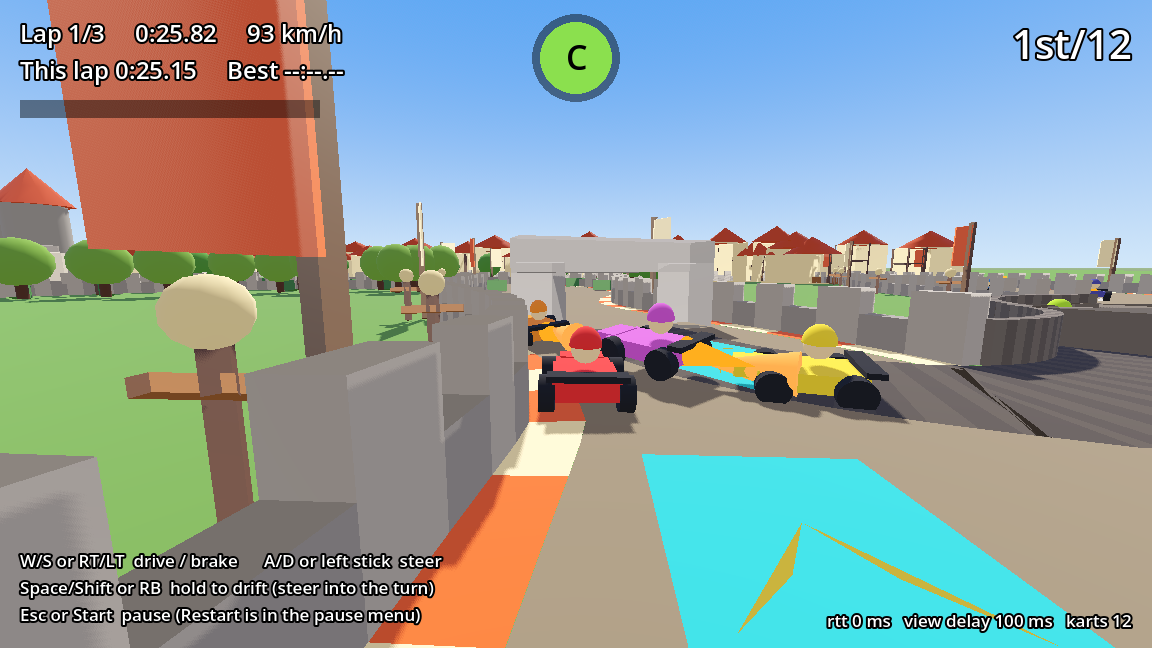 Lap 1/3 0:25.82 93 km/h
This lap 0:25.15 Best --:--.--
C
1st/12
W/S or RT/LT drive / brake A/D or left stick steer
Space/Shift or RB hold to drift (steer into the turn)
Esc or Start pause (Restart is in the pause menu)
rtt 0 ms view delay 100 ms karts 12